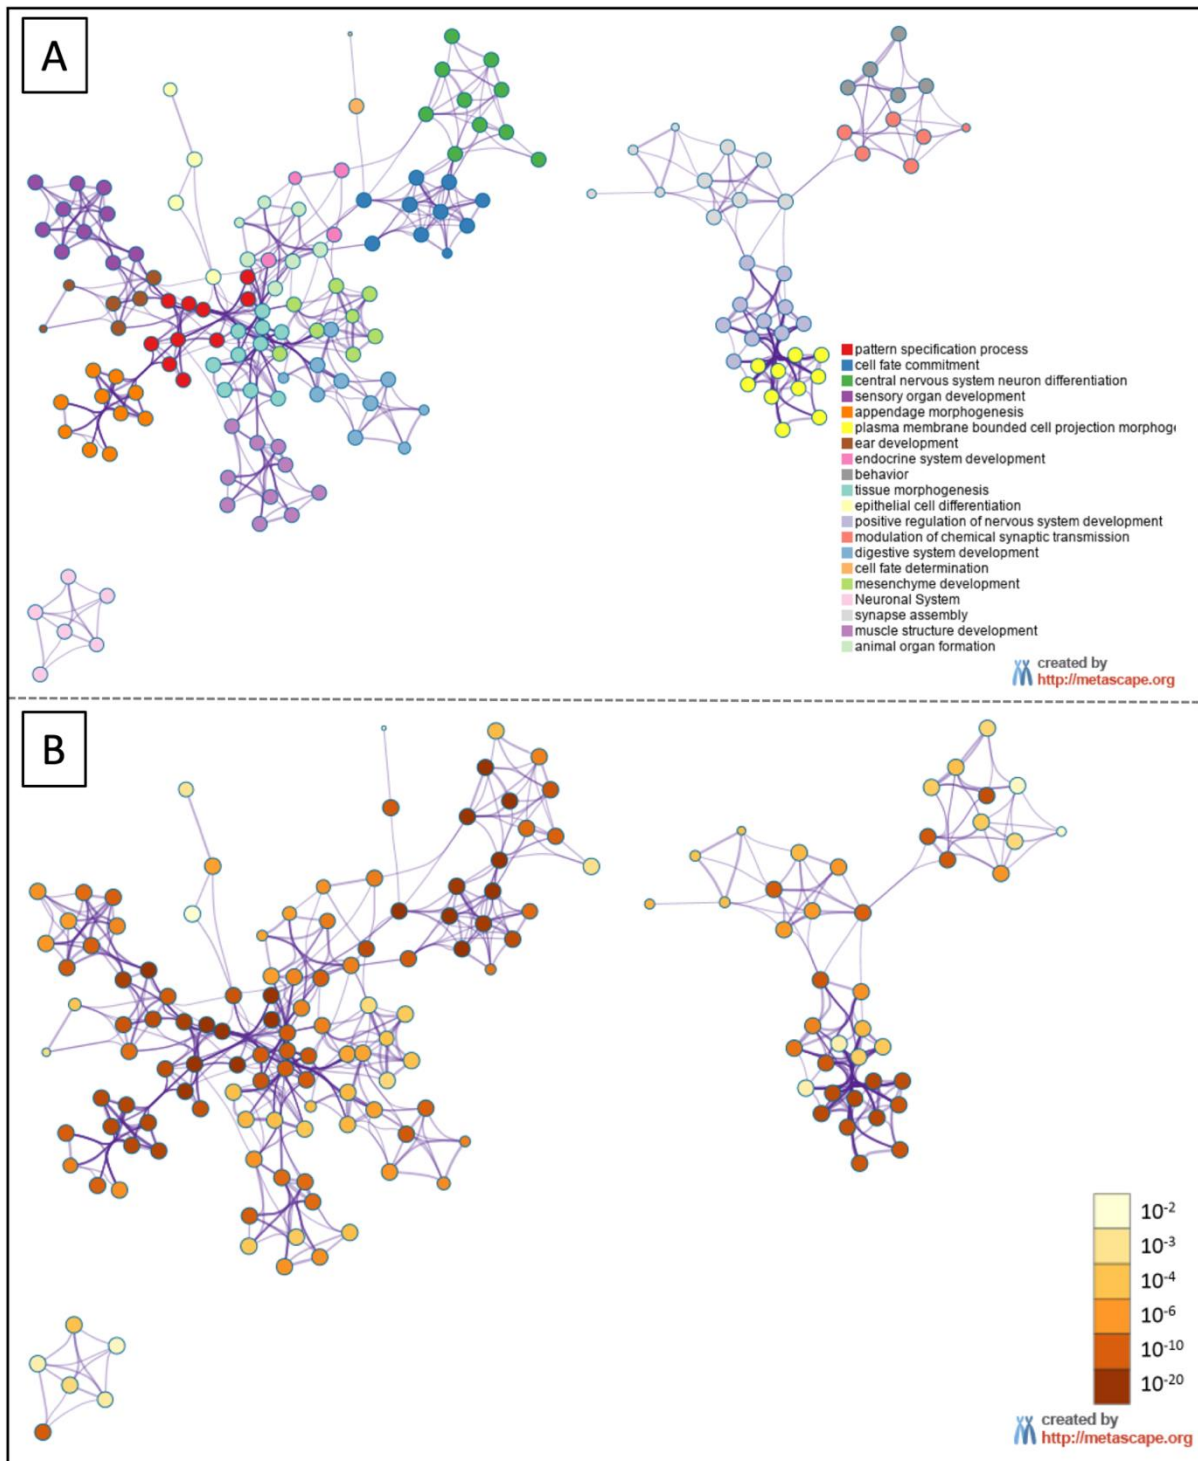 A
pattern specification process
cell fate commitment
central nervous system neuron differentiation
sensory organ development
appendage morphogenesis
plasma membrane bounded cell projection morphoge
ear development
endocrine system development
behavior
tissue morphogenesis
epithelial cell differentiation
positive regulation of nervous system development
modulation of chemical synaptic transmission
digestive system development
cell fate determination
mesenchyme development
Neuronal System
synapse assembly
muscle structure development
animal organ formation
created by
http://metascape.org
B
10⁻²
10⁻³
10⁻⁴
10⁻⁶
10⁻¹⁰
10⁻²⁰
created by
http://metascape.org